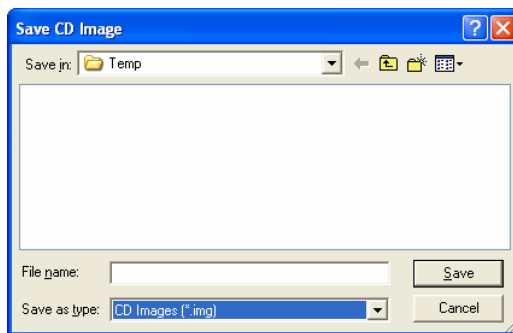 Save CD Image
Save in: Temp
File name:
Save
Save as type: CD Images (*.img)
Cancel